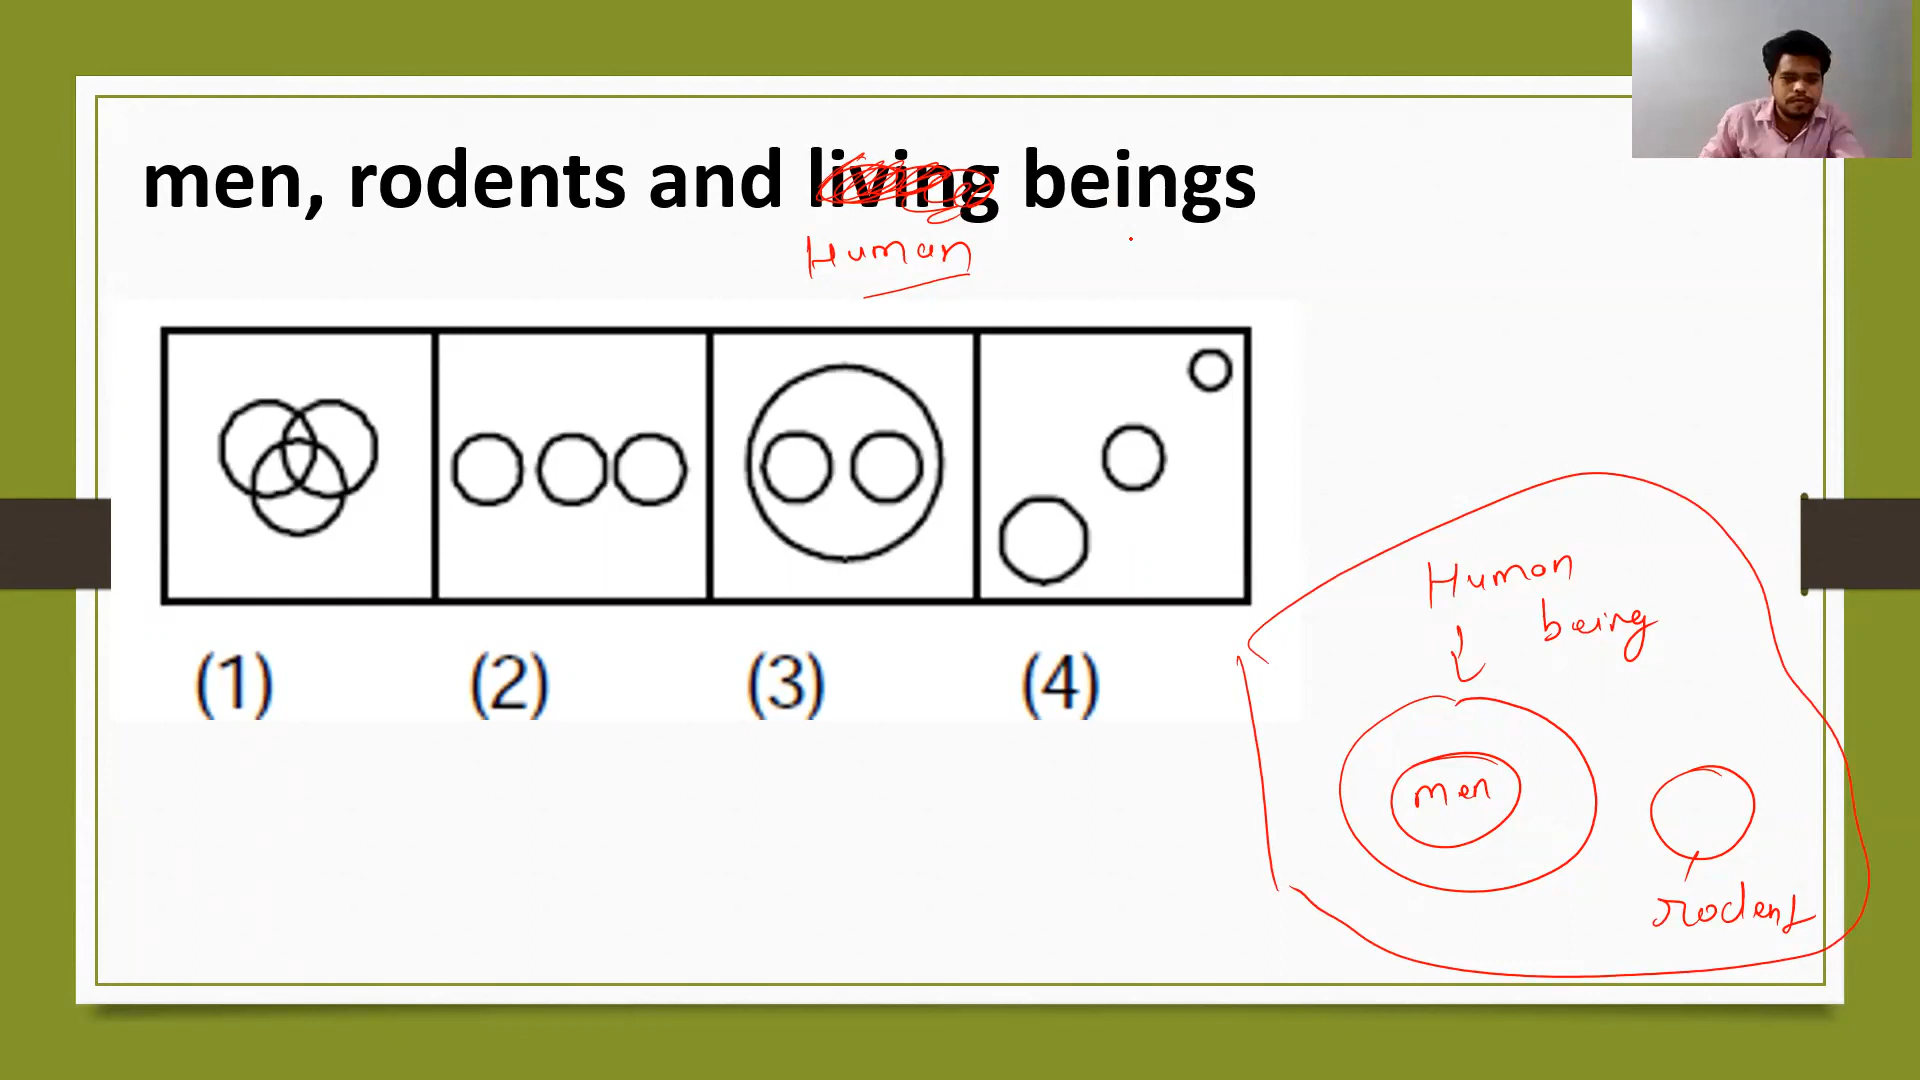 men, rodents and living beings
Human
(1) (2) (3) (4)
Human
being
men
rodent